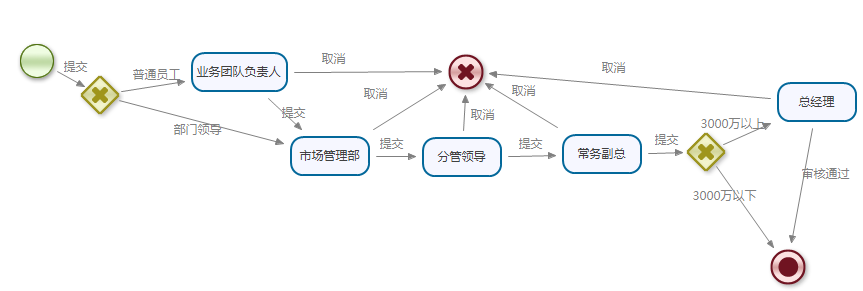 提交
普通员工
业务团队负责人
取消
部门领导
提交
取消
取消
取消
取消
市场管理部
提交
分管领导
提交
常务副总
提交
3000万以上
总经理
3000万以下
审核通过